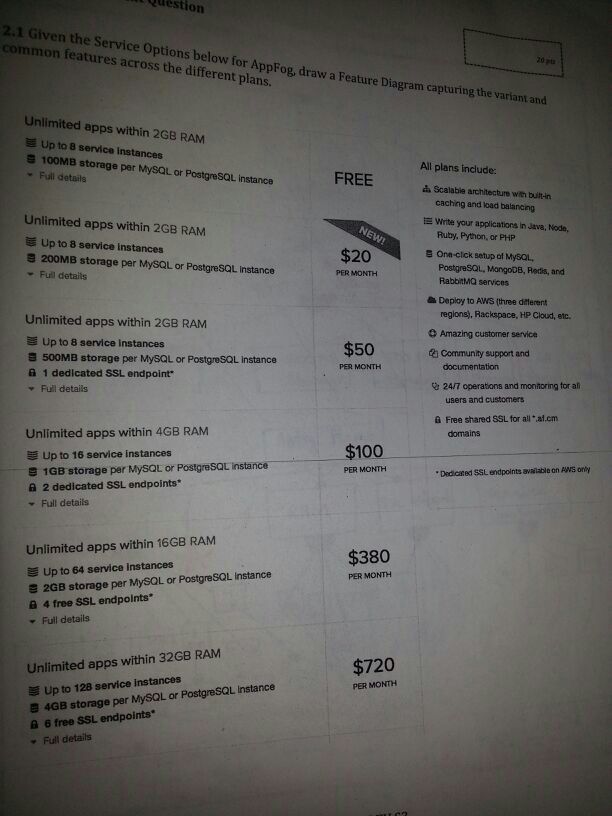 Question
2.1 Given the Service Options below for AppFog, draw a Feature Diagram capturing the variant and
common features across the different plans.
20 pts
Unlimited apps within 2GB RAM
Up to 8 service instances
100MB storage per MySQL or PostgreSQL instance
Full details
FREE
Unlimited apps within 2GB RAM
Up to 8 service instances
200MB storage per MySQL or PostgreSQL instance
Full details
NEW!
$20
PER MONTH
Unlimited apps within 2GB RAM
Up to 8 service instances
500MB storage per MySQL or PostgreSQL instance
1 dedicated SSL endpoint*
Full details
$50
PER MONTH
Unlimited apps within 4GB RAM
Up to 16 service instances
1GB storage per MySQL or PostgreSQL instance
2 dedicated SSL endpoints*
Full details
$100
PER MONTH
Unlimited apps within 16GB RAM
Up to 64 service instances
2GB storage per MySQL or PostgreSQL instance
4 free SSL endpoints*
Full details
$380
PER MONTH
Unlimited apps within 32GB RAM
Up to 128 service instances
4GB storage per MySQL or PostgreSQL instance
6 free SSL endpoints*
Full details
$720
PER MONTH
All plans include:
Scalable architecture with built-in
caching and load balancing
Write your applications in Java, Node,
Ruby, Python, or PHP
One-click setup of MySQL,
PostgreSQL, MongoDB, Redis, and
RabbitMQ services
Deploy to AWS (three different
regions), Rackspace, HP Cloud, etc.
Amazing customer service
Community support and
documentation
24/7 operations and monitoring for all
users and customers
Free shared SSL for all *.af.cm
domains
* Dedicated SSL endpoints available on AWS only